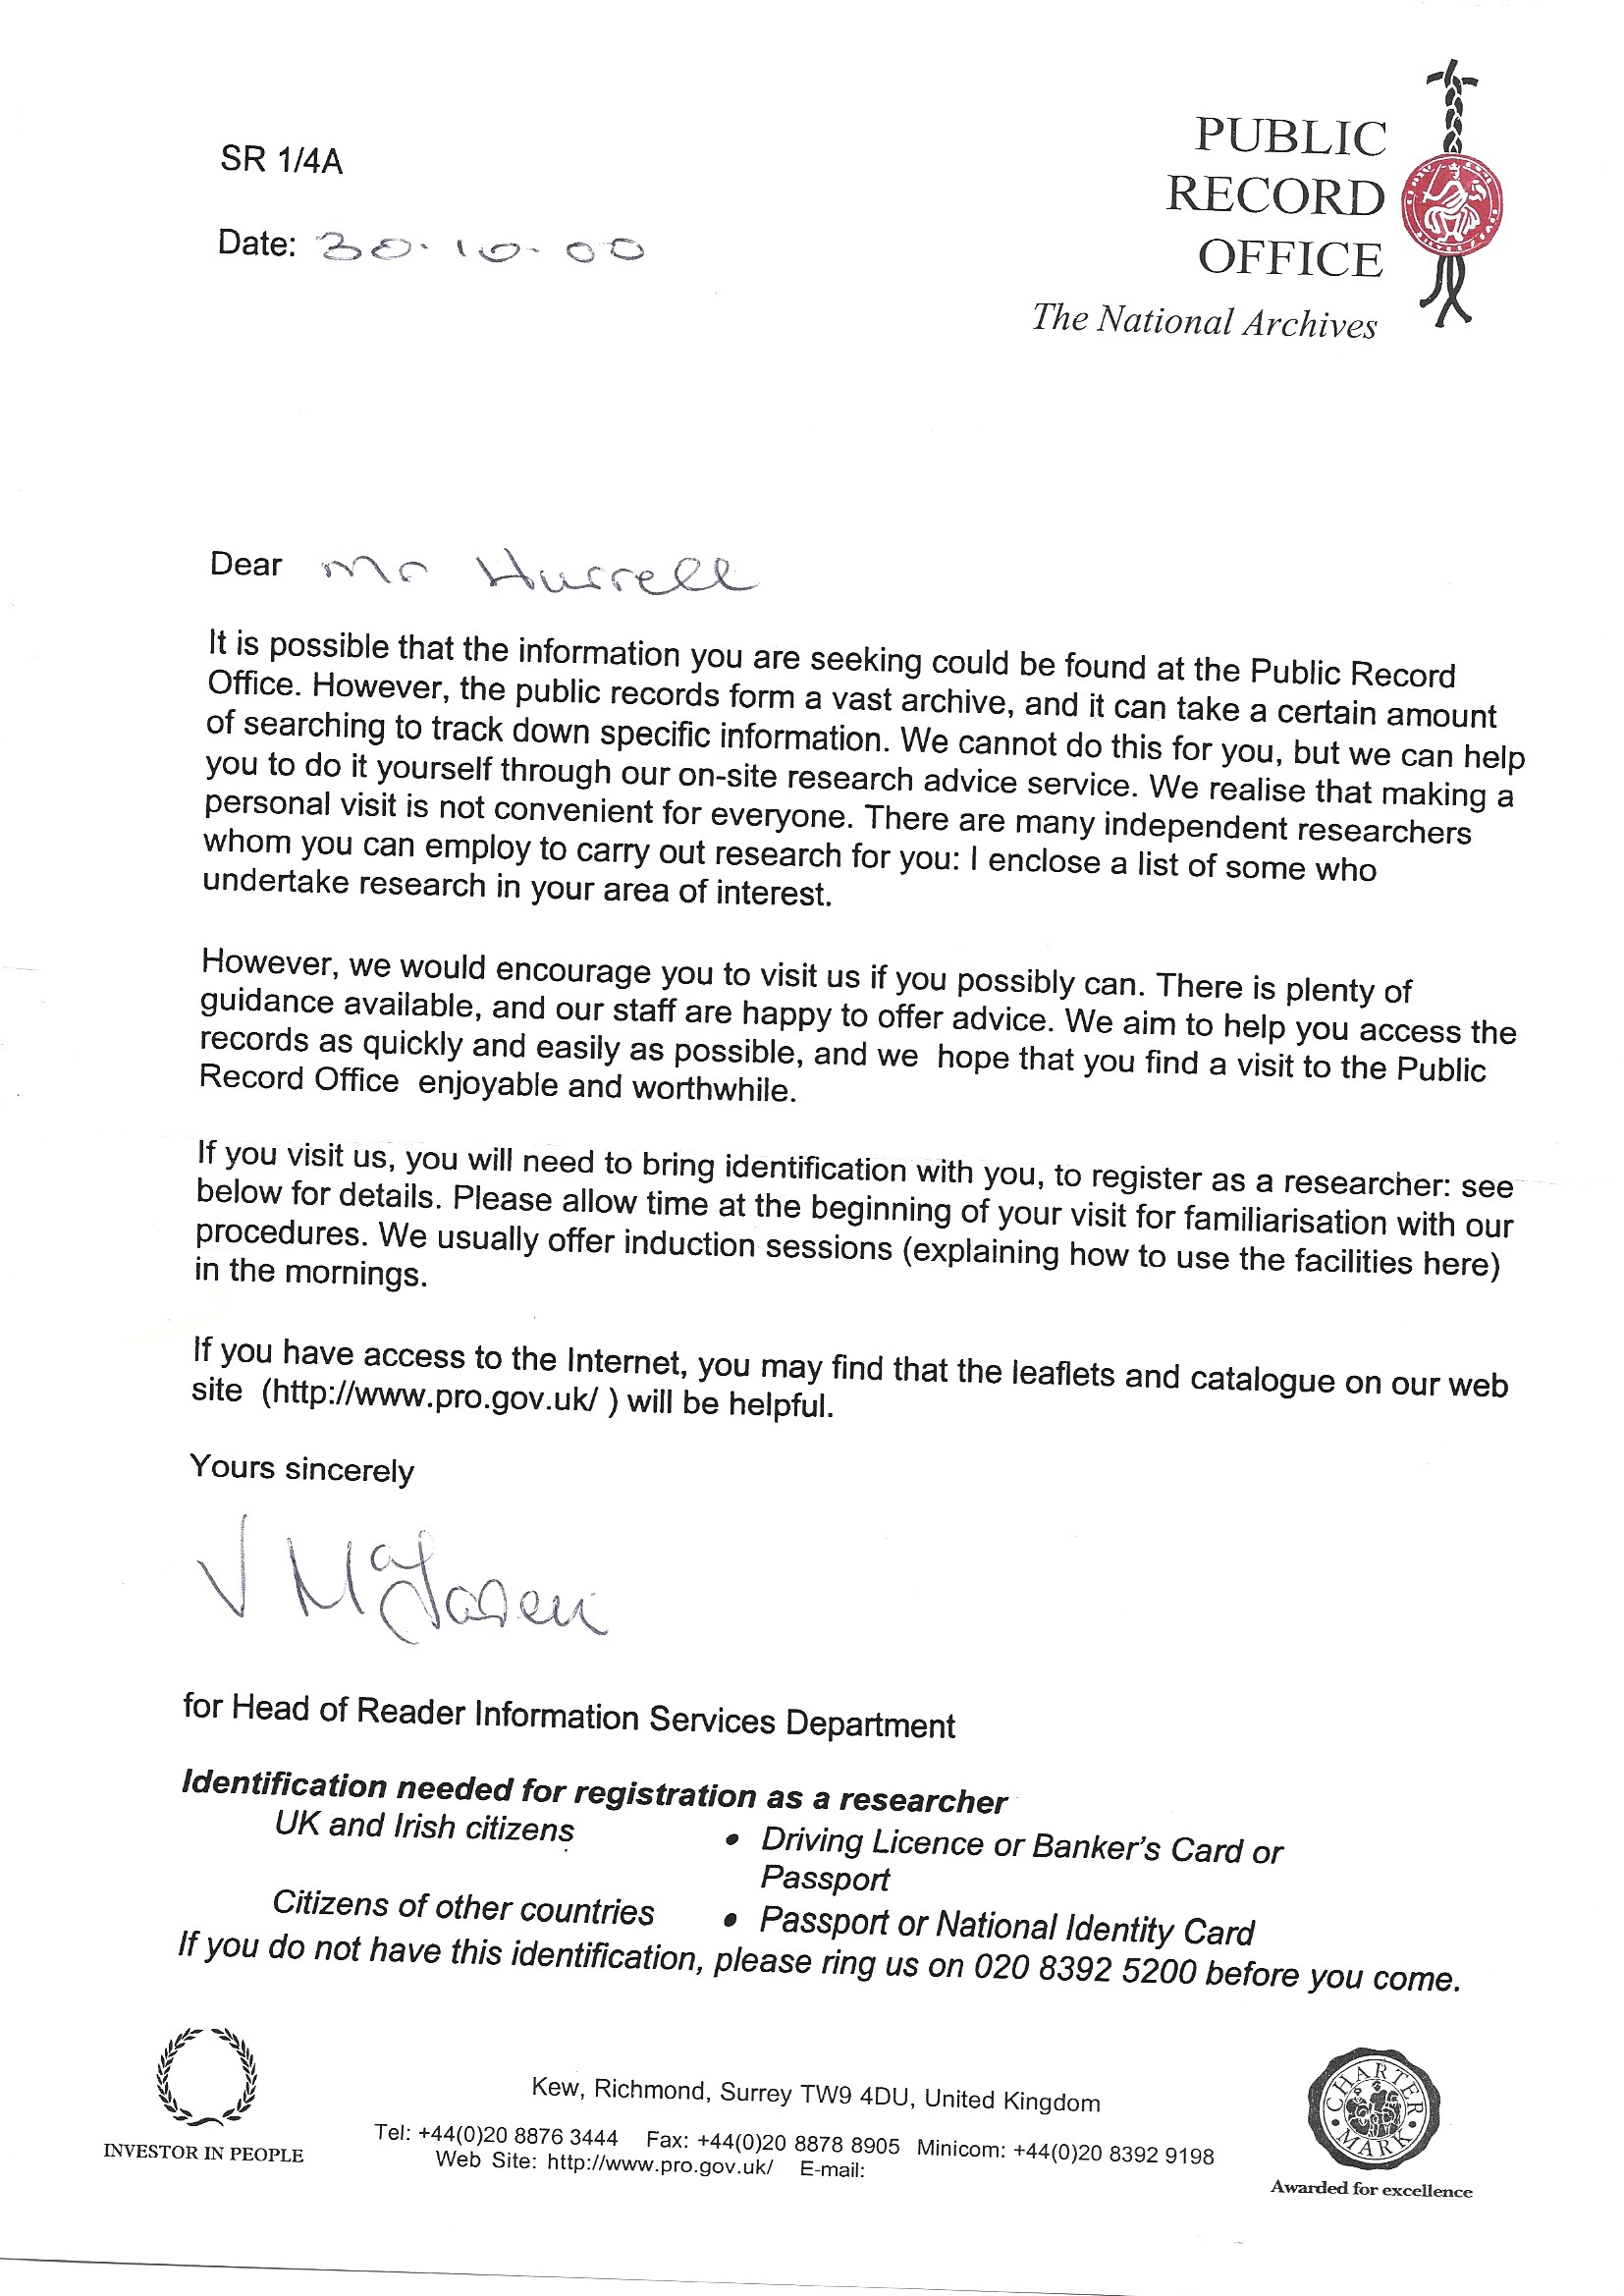 SR 1/4A
PUBLIC
RECORD
OFFICE
The National Archives
Date: 30.10.00
Dear Mr Hurrell
It is possible that the information you are seeking could be found at the Public Record
Office. However, the public records form a vast archive, and it can take a certain amount
of searching to track down specific information. We cannot do this for you, but we can help
you to do it yourself through our on-site research advice service. We realise that making a
personal visit is not convenient for everyone. There are many independent researchers
whom you can employ to carry out research for you: I enclose a list of some who
undertake research in your area of interest.
However, we would encourage you to visit us if you possibly can. There is plenty of
guidance available, and our staff are happy to offer advice. We aim to help you access the
records as quickly and easily as possible, and we hope that you find a visit to the Public
Record Office enjoyable and worthwhile.
If you visit us, you will need to bring identification with you, to register as a researcher: see
below for details. Please allow time at the beginning of your visit for familiarisation with our
procedures. We usually offer induction sessions (explaining how to use the facilities here)
in the mornings.
If you have access to the Internet, you may find that the leaflets and catalogue on our web
site (http://www.pro.gov.uk/ ) will be helpful.
Yours sincerely
V
for Head of Reader Information Services Department
Identification needed for registration as a researcher
UK and Irish citizens • Driving Licence or Banker's Card or
Passport
Citizens of other countries • Passport or National Identity Card
If you do not have this identification, please ring us on 020 8392 5200 before you come.
Kew, Richmond, Surrey TW9 4DU, United Kingdom
Tel: +44(0)20 8876 3444 Fax: +44(0)20 8878 8905 Minicom: +44(0)20 8392 9198
Web Site: http://www.pro.gov.uk/ E-mail:
INVESTOR IN PEOPLE
CHARTER
MARK
Awarded for excellence